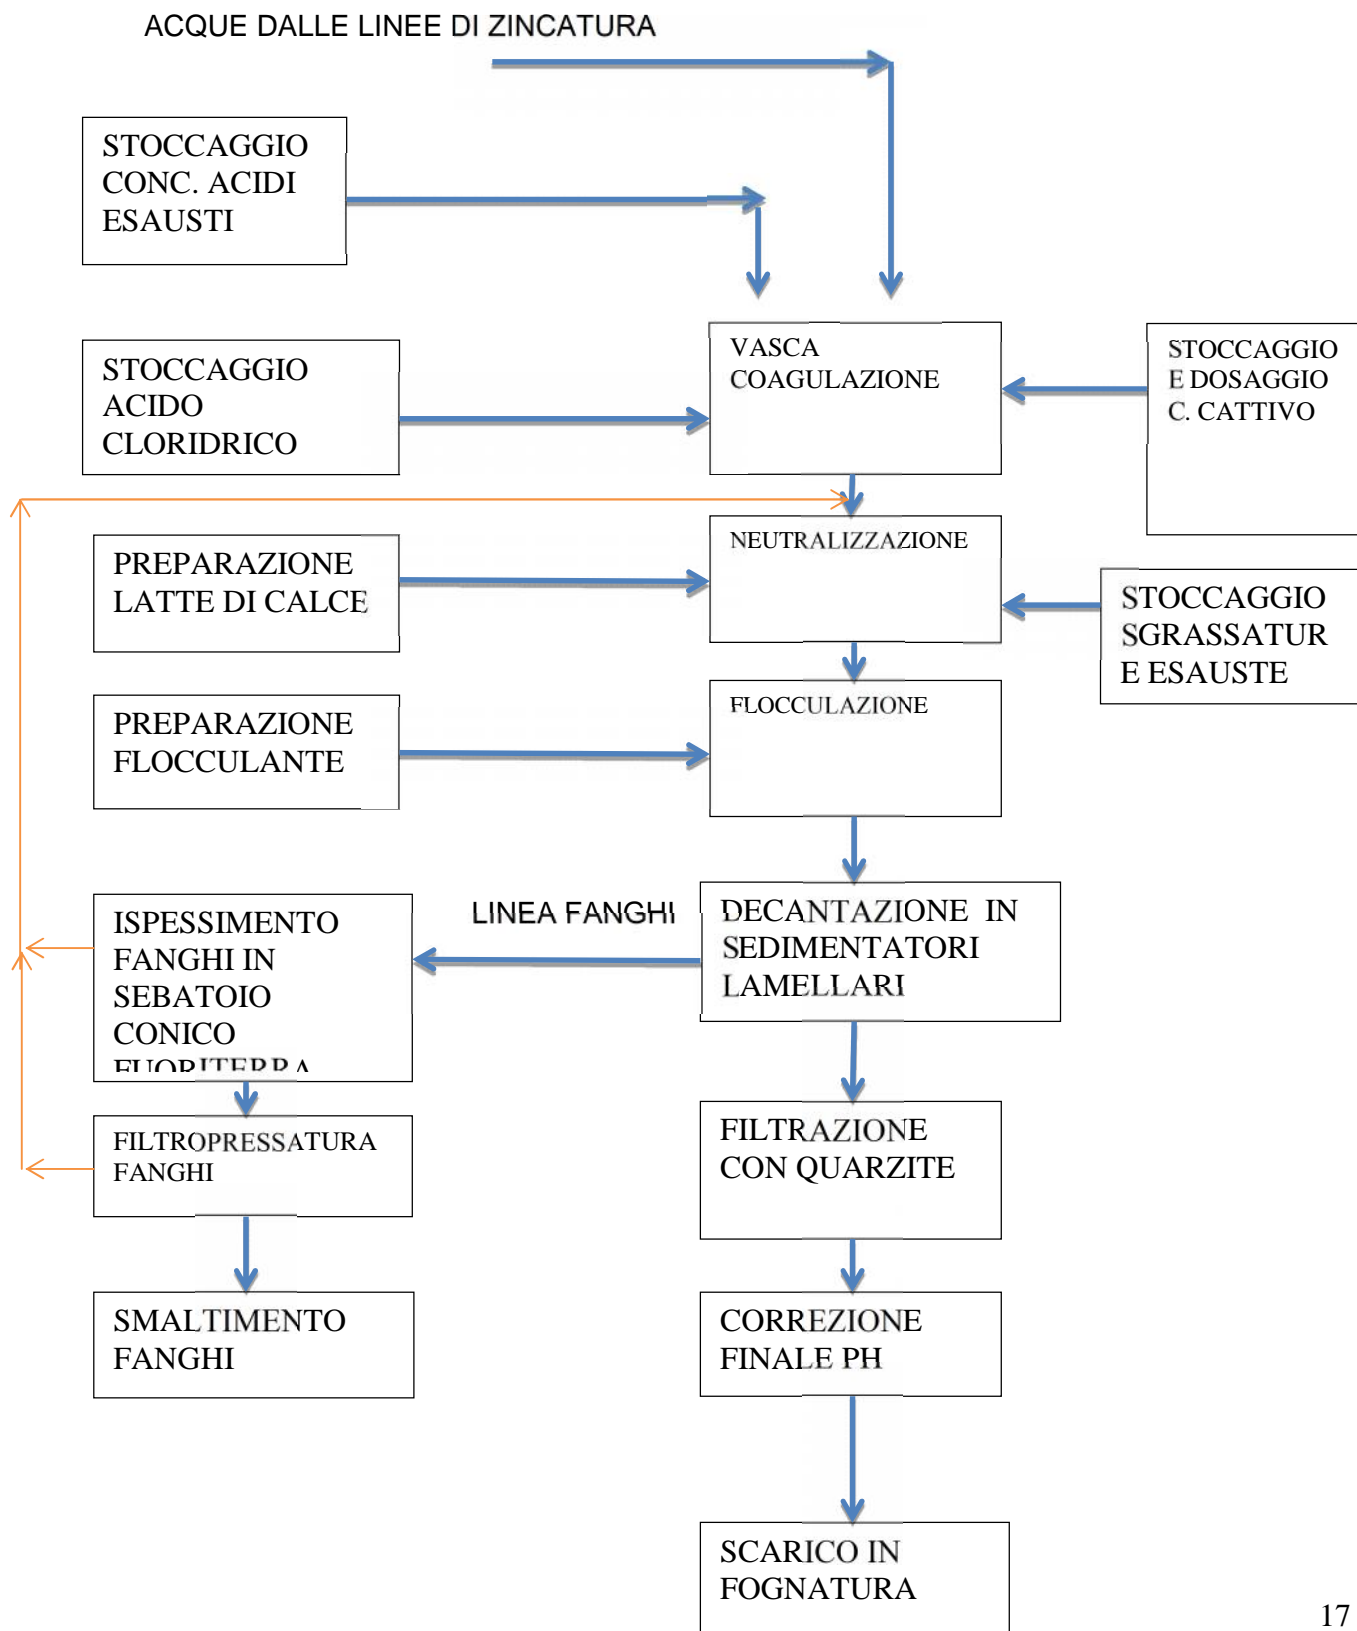 ACQUE DALLE LINEE DI ZINCATURA
STOCCAGGIO
CONC. ACIDI
ESAUSTI
STOCCAGGIO
ACIDO
CLORIDRICO
VASCA
COAGULAZIONE
STOCCAGGIO
E DOSAGGIO
C. CATTIVO
PREPARAZIONE
LATTE DI CALCE
NEUTRALIZZAZIONE
STOCCAGGIO
SGRASSATUR
E ESAUSTE
PREPARAZIONE
FLOCCULANTE
FLOCCULAZIONE
ISPESSIMENTO
FANGHI IN
SEBATOIO
CONICO
FUORITERRA
LINEA FANGHI
DECANTAZIONE IN
SEDIMENTATORI
LAMELLARI
FILTROPRESSATURA
FANGHI
FILTRAZIONE
CON QUARZITE
SMALTIMENTO
FANGHI
CORREZIONE
FINALE PH
SCARICO IN
FOGNATURA
17